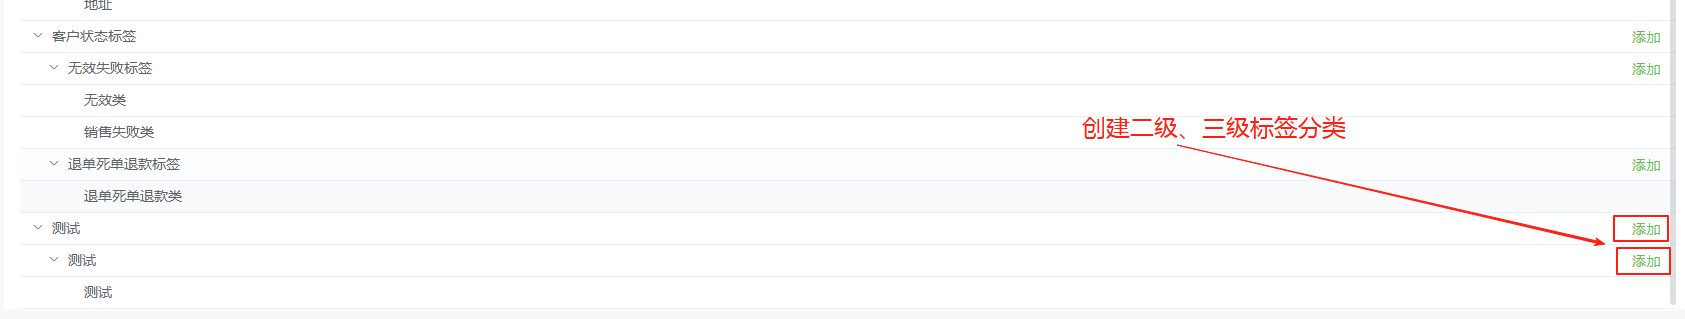 地址
客户状态标签 添加
无效失败标签 添加
无效类
创建二级、三级标签分类
销售失败类
退单死单退款标签 添加
退单死单退款类
测试 添加
测试 添加
测试